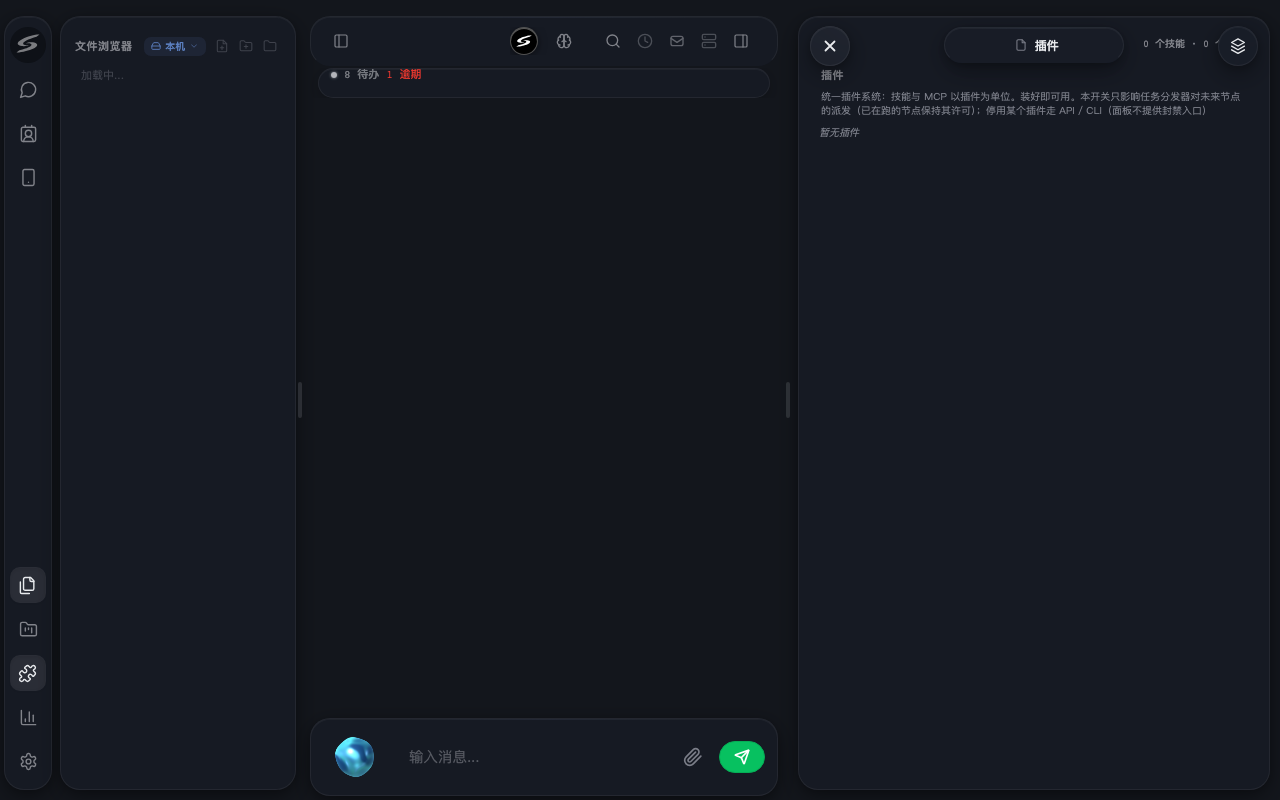 文件浏览器
本机
加载中...
8 待办 1 逾期
输入消息...
插件
0 个技能 · 0
插件
统一插件系统：技能与 MCP 以插件为单位。装好即可用。本开关只影响任务分发器对未来节点
的派发（已在跑的节点保持其许可）；停用某个插件走 API / CLI（面板不提供封禁入口）
暂无插件